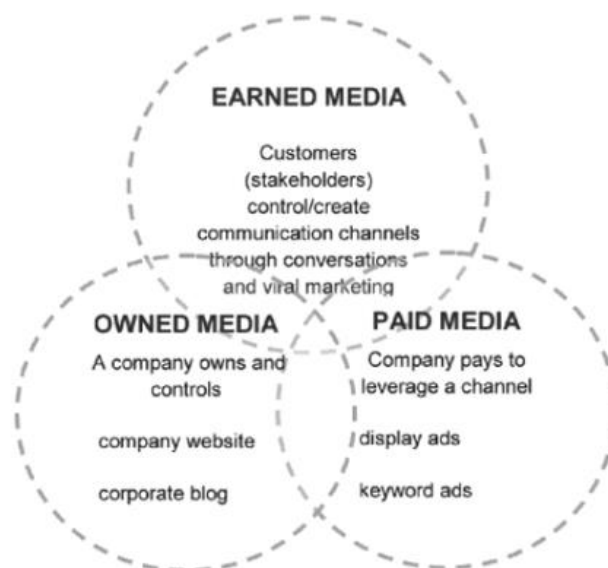 EARNED MEDIA
Customers
(stakeholders)
control/create
communication channels
through conversations
and viral marketing
OWNED MEDIA
A company owns and
controls
company website
corporate blog
PAID MEDIA
Company pays to
leverage a channel
display ads
keyword ads